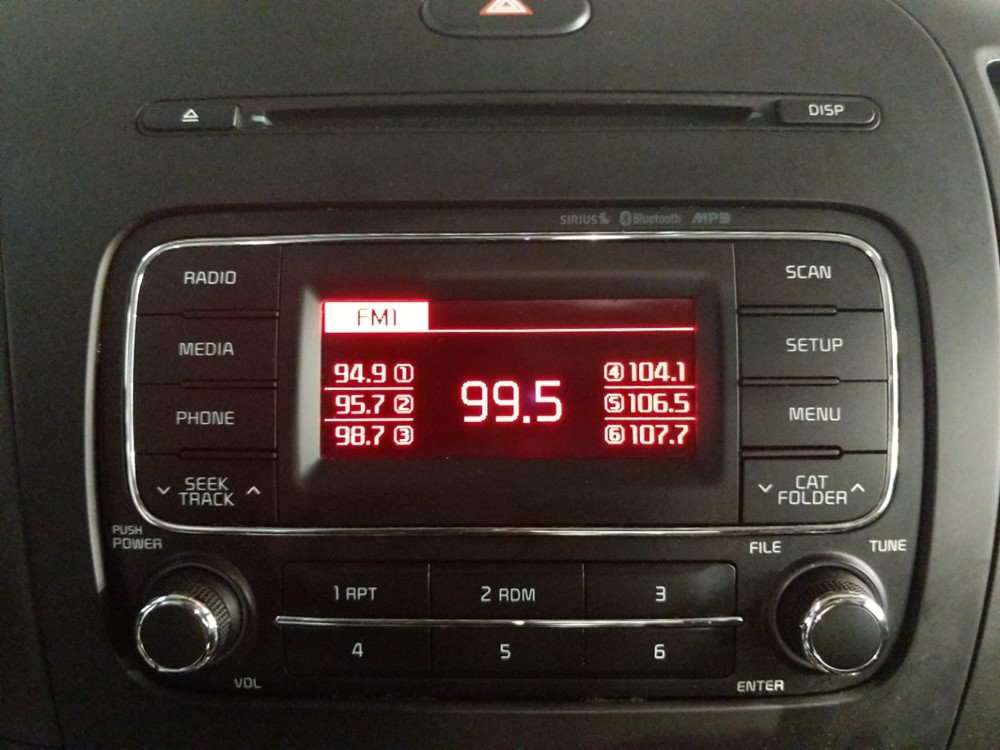 DISP
SIRIUS Bluetooth MP3
RADIO
SCAN
FM1
MEDIA
SETUP
94.9 1
4 104.1
95.7 2
99.5
5 106.5
98.7 3
6 107.7
PHONE
MENU
SEEK
TRACK
CAT
FOLDER
PUSH
POWER
FILE
TUNE
1 RPT
2 RDM
3
4
5
6
VOL
ENTER